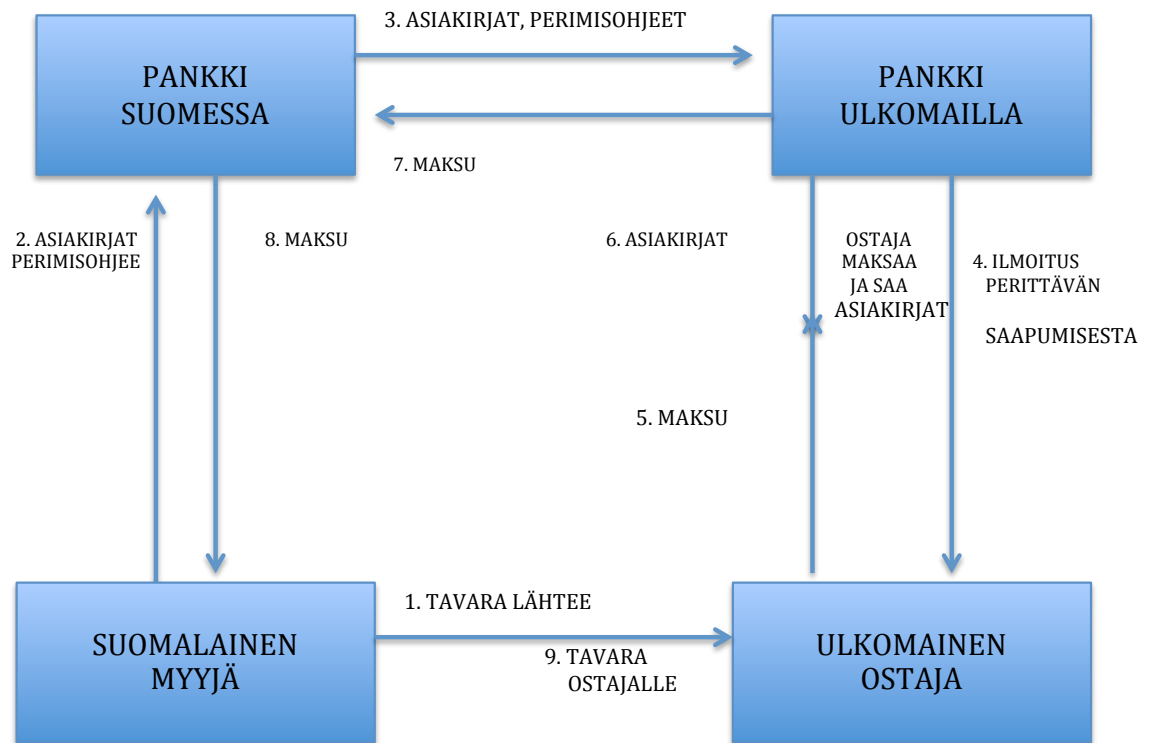 3. ASIAKIRJAT, PERIMISOHJEET
PANKKI
SUOMESSA
PANKKI
ULKOMAILLA
7. MAKSU
2. ASIAKIRJAT
PERIMISOHJEE
8. MAKSU
6. ASIAKIRJAT
OSTAJA
MAKSAA
JA SAA
ASIAKIRJAT
4. ILMOITUS
PERITTÄVÄN
SAAPUMISESTA
5. MAKSU
SUOMALAINEN
MYYJÄ
1. TAVARA LÄHTEE
9. TAVARA
OSTAJALLE
ULKOMAINEN
OSTAJA